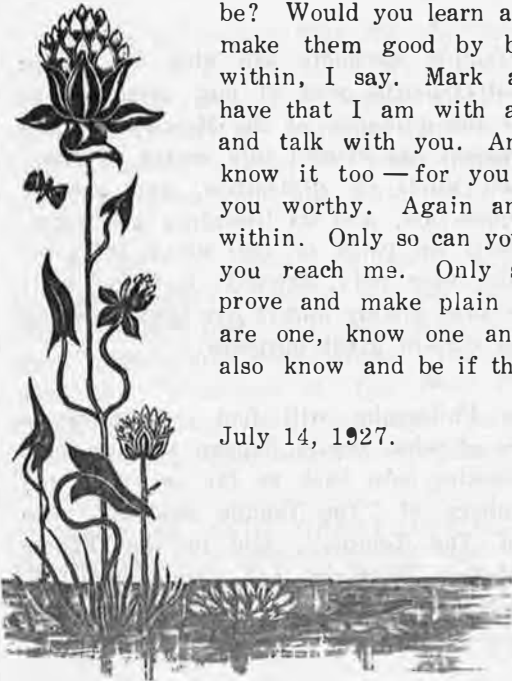 be? Would you learn a
make them good by b
within, I say. Mark a
have that I am with a
and talk with you. An
know it too — for you
you worthy. Again an
within. Only so can yo
you reach me. Only s
prove and make plain
are one, know one an
also know and be if th
July 14, 1927.